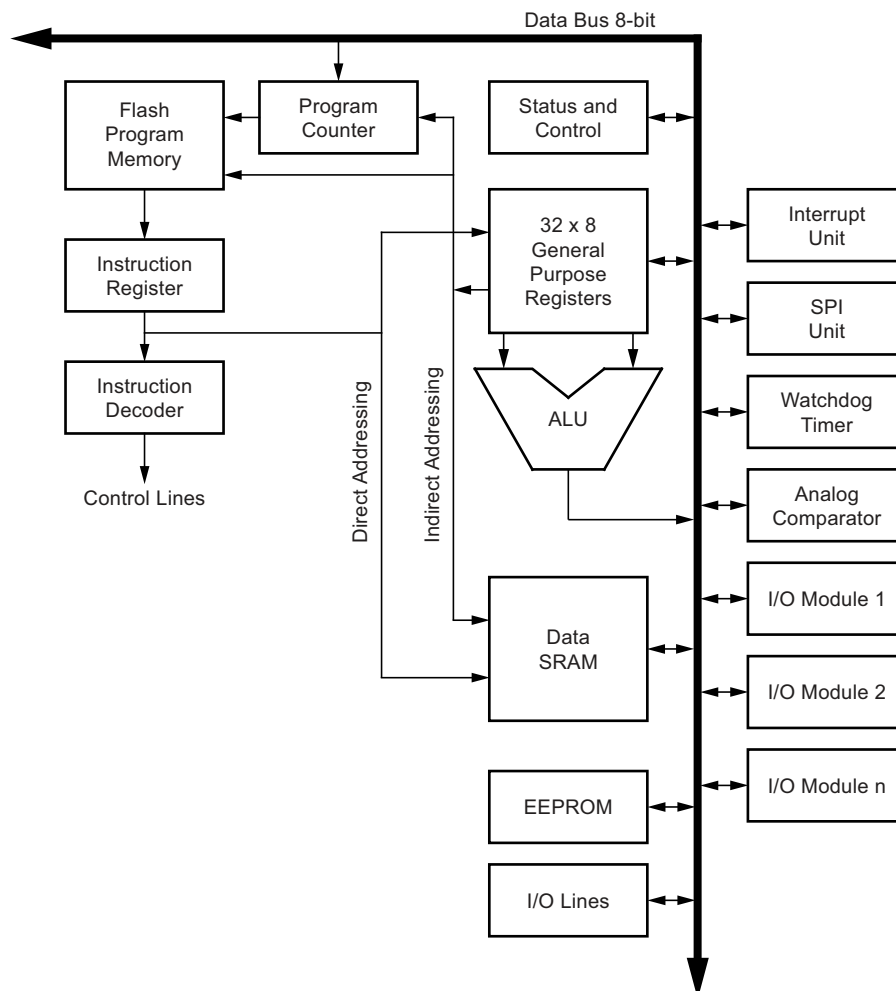 Data Bus 8-bit
Flash
Program
Memory
Program
Counter
Status and
Control
32 x 8
General
Purpose
Registers
Interrupt
Unit
Instruction
Register
SPI
Unit
Instruction
Decoder
Direct Addressing
Indirect Addressing
ALU
Watchdog
Timer
Control Lines
Analog
Comparator
I/O Module 1
Data
SRAM
I/O Module 2
I/O Module n
EEPROM
I/O Lines